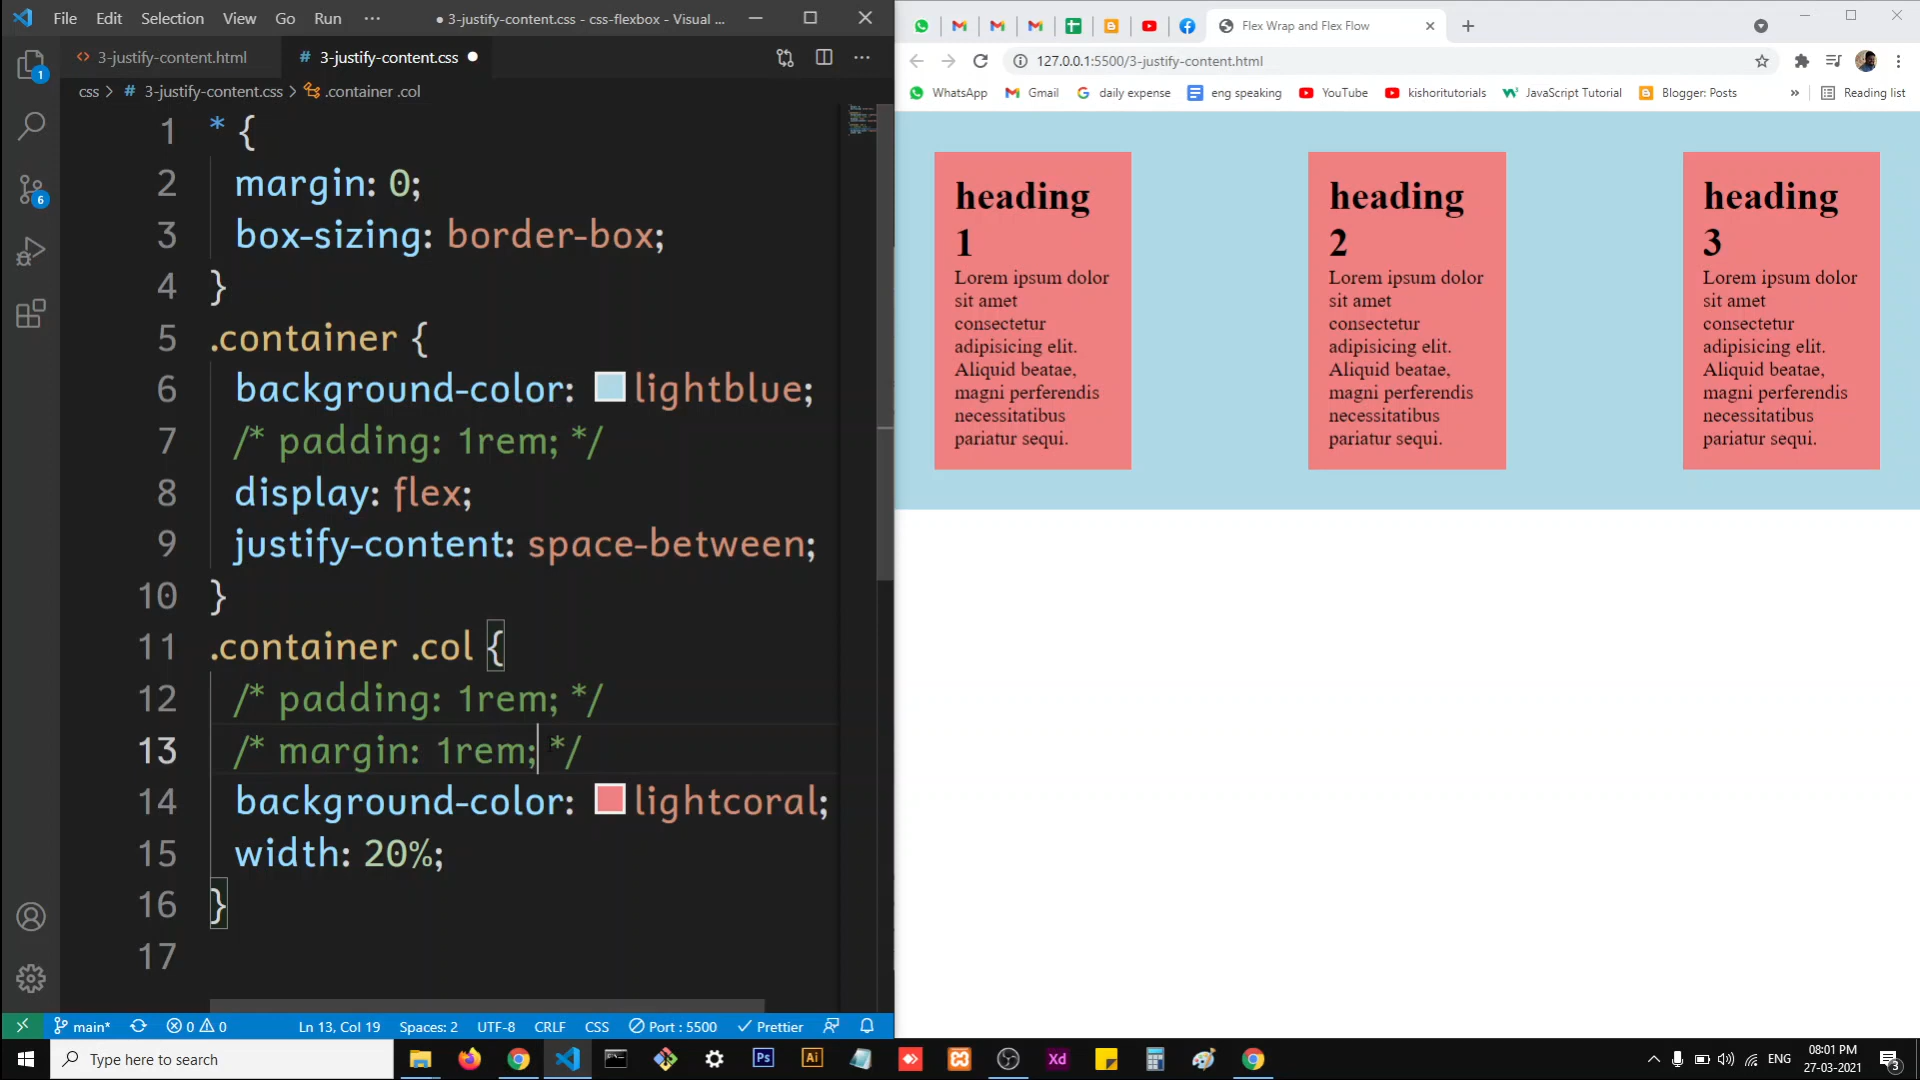 File Edit Selection View Go Run ··· ● 3-justify-content.css - css-flexbox - Visual ...
<> 3-justify-content.html # 3-justify-content.css ●
css > # 3-justify-content.css > .container .col
1 * {
2 margin: 0;
3 box-sizing: border-box;
4 }
5 .container {
6 background-color: lightblue;
7 /* padding: 1rem; */
8 display: flex;
9 justify-content: space-between;
10 }
11 .container .col {
12 /* padding: 1rem; */
13 /* margin: 1rem; */
14 background-color: lightcoral;
15 width: 20%;
16 }
17
1
6
main* 0 0 Ln 13, Col 19 Spaces: 2 UTF-8 CRLF CSS Port : 5500 Prettier
Flex Wrap and Flex Flow
127.0.0.1:5500/3-justify-content.html
WhatsApp Gmail daily expense eng speaking YouTube kishoritutorials JavaScript Tutorial Blogger: Posts » Reading list
heading
1
Lorem ipsum dolor
sit amet
consectetur
adipisicing elit.
Aliquid beatae,
magni perferendis
necessitatibus
pariatur sequi.
heading
2
Lorem ipsum dolor
sit amet
consectetur
adipisicing elit.
Aliquid beatae,
magni perferendis
necessitatibus
pariatur sequi.
heading
3
Lorem ipsum dolor
sit amet
consectetur
adipisicing elit.
Aliquid beatae,
magni perferendis
necessitatibus
pariatur sequi.
Type here to search
Ps Ai Xd
ENG
08:01 PM
27-03-2021
3